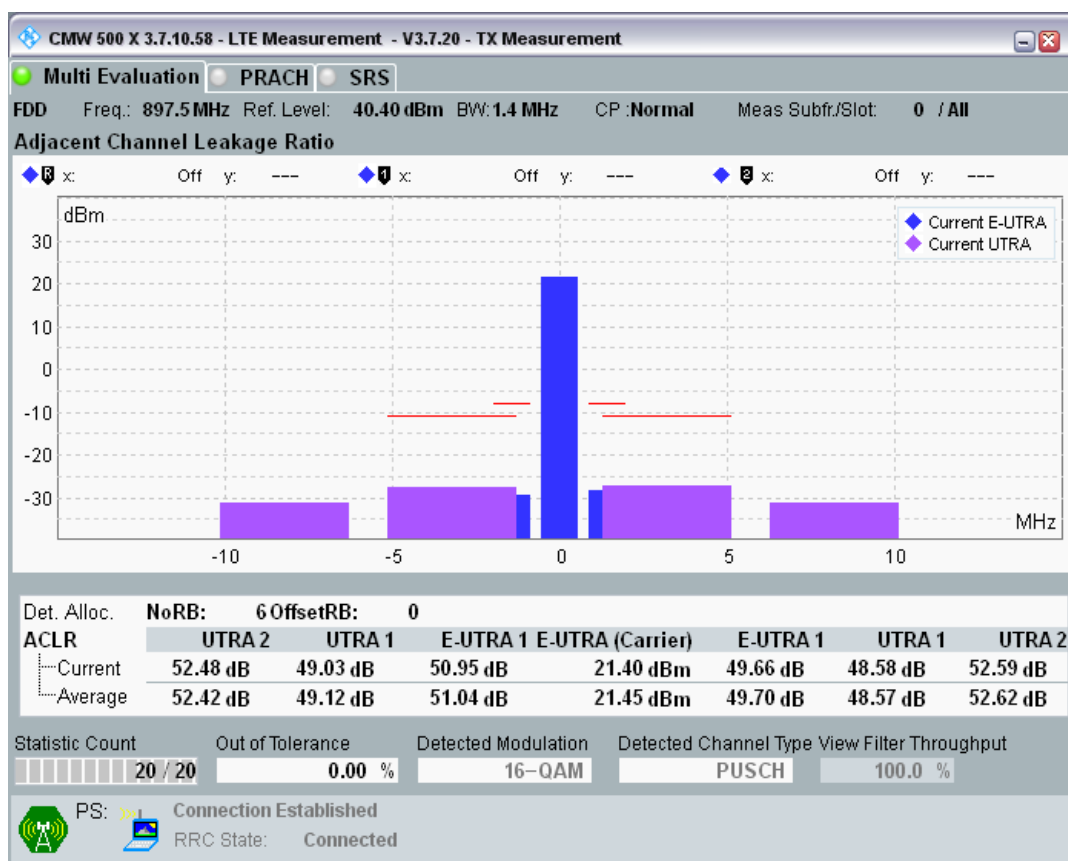 CMW 500 X 3.7.10.58 - LTE Measurement - V3.7.20 - TX Measurement
Multi Evaluation PRACH SRS
FDD Freq.: 897.5 MHz Ref. Level: 40.40 dBm BW: 1.4 MHz CP :Normal Meas Subfr./Slot: 0 / All
Adjacent Channel Leakage Ratio
R x: Off y: --- 1 x: Off y: --- 2 x: Off y: ---
dBm
Current E-UTRA
Current UTRA
30
20
10
0
-10
-20
-30
MHz
-10 -5 0 5 10
Det. Alloc. NoRB: 6 OffsetRB: 0
ACLR UTRA 2 UTRA 1 E-UTRA 1 E-UTRA (Carrier) E-UTRA 1 UTRA 1 UTRA 2
Current 52.48 dB 49.03 dB 50.95 dB 21.40 dBm 49.66 dB 48.58 dB 52.59 dB
Average 52.42 dB 49.12 dB 51.04 dB 21.45 dBm 49.70 dB 48.57 dB 52.62 dB
Statistic Count Out of Tolerance Detected Modulation Detected Channel Type View Filter Throughput
20 / 20 0.00 % 16-QAM PUSCH 100.0 %
PS: Connection Established
RRC State: Connected